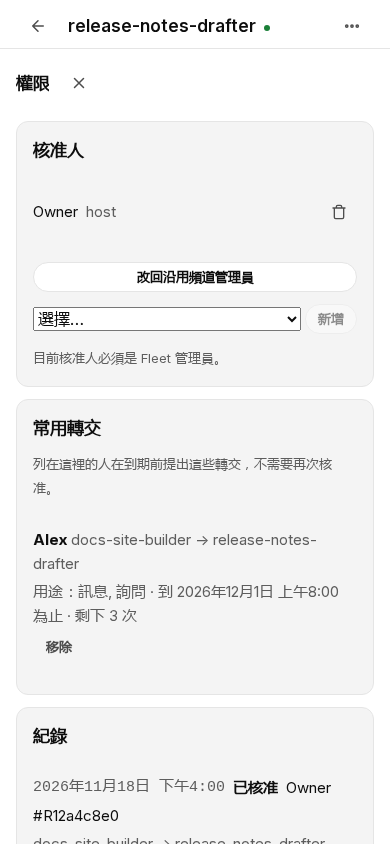 release-notes-drafter
權限
核准人
Owner host
改回沿用頻道管理員
選擇...
新增
目前核准人必須是 Fleet 管理員。
常用轉交
列在這裡的人在到期前提出這些轉交，不需要再次核
准。
Alex docs-site-builder → release-notes-
drafter
用途：訊息, 詢問 · 到 2026年12月1日 上午8:00
為止 · 剩下 3 次
移除
紀錄
2026年11月18日 下午4:00 已核准 Owner
#R12a4c8e0
docs-site-builder → release-notes-drafter